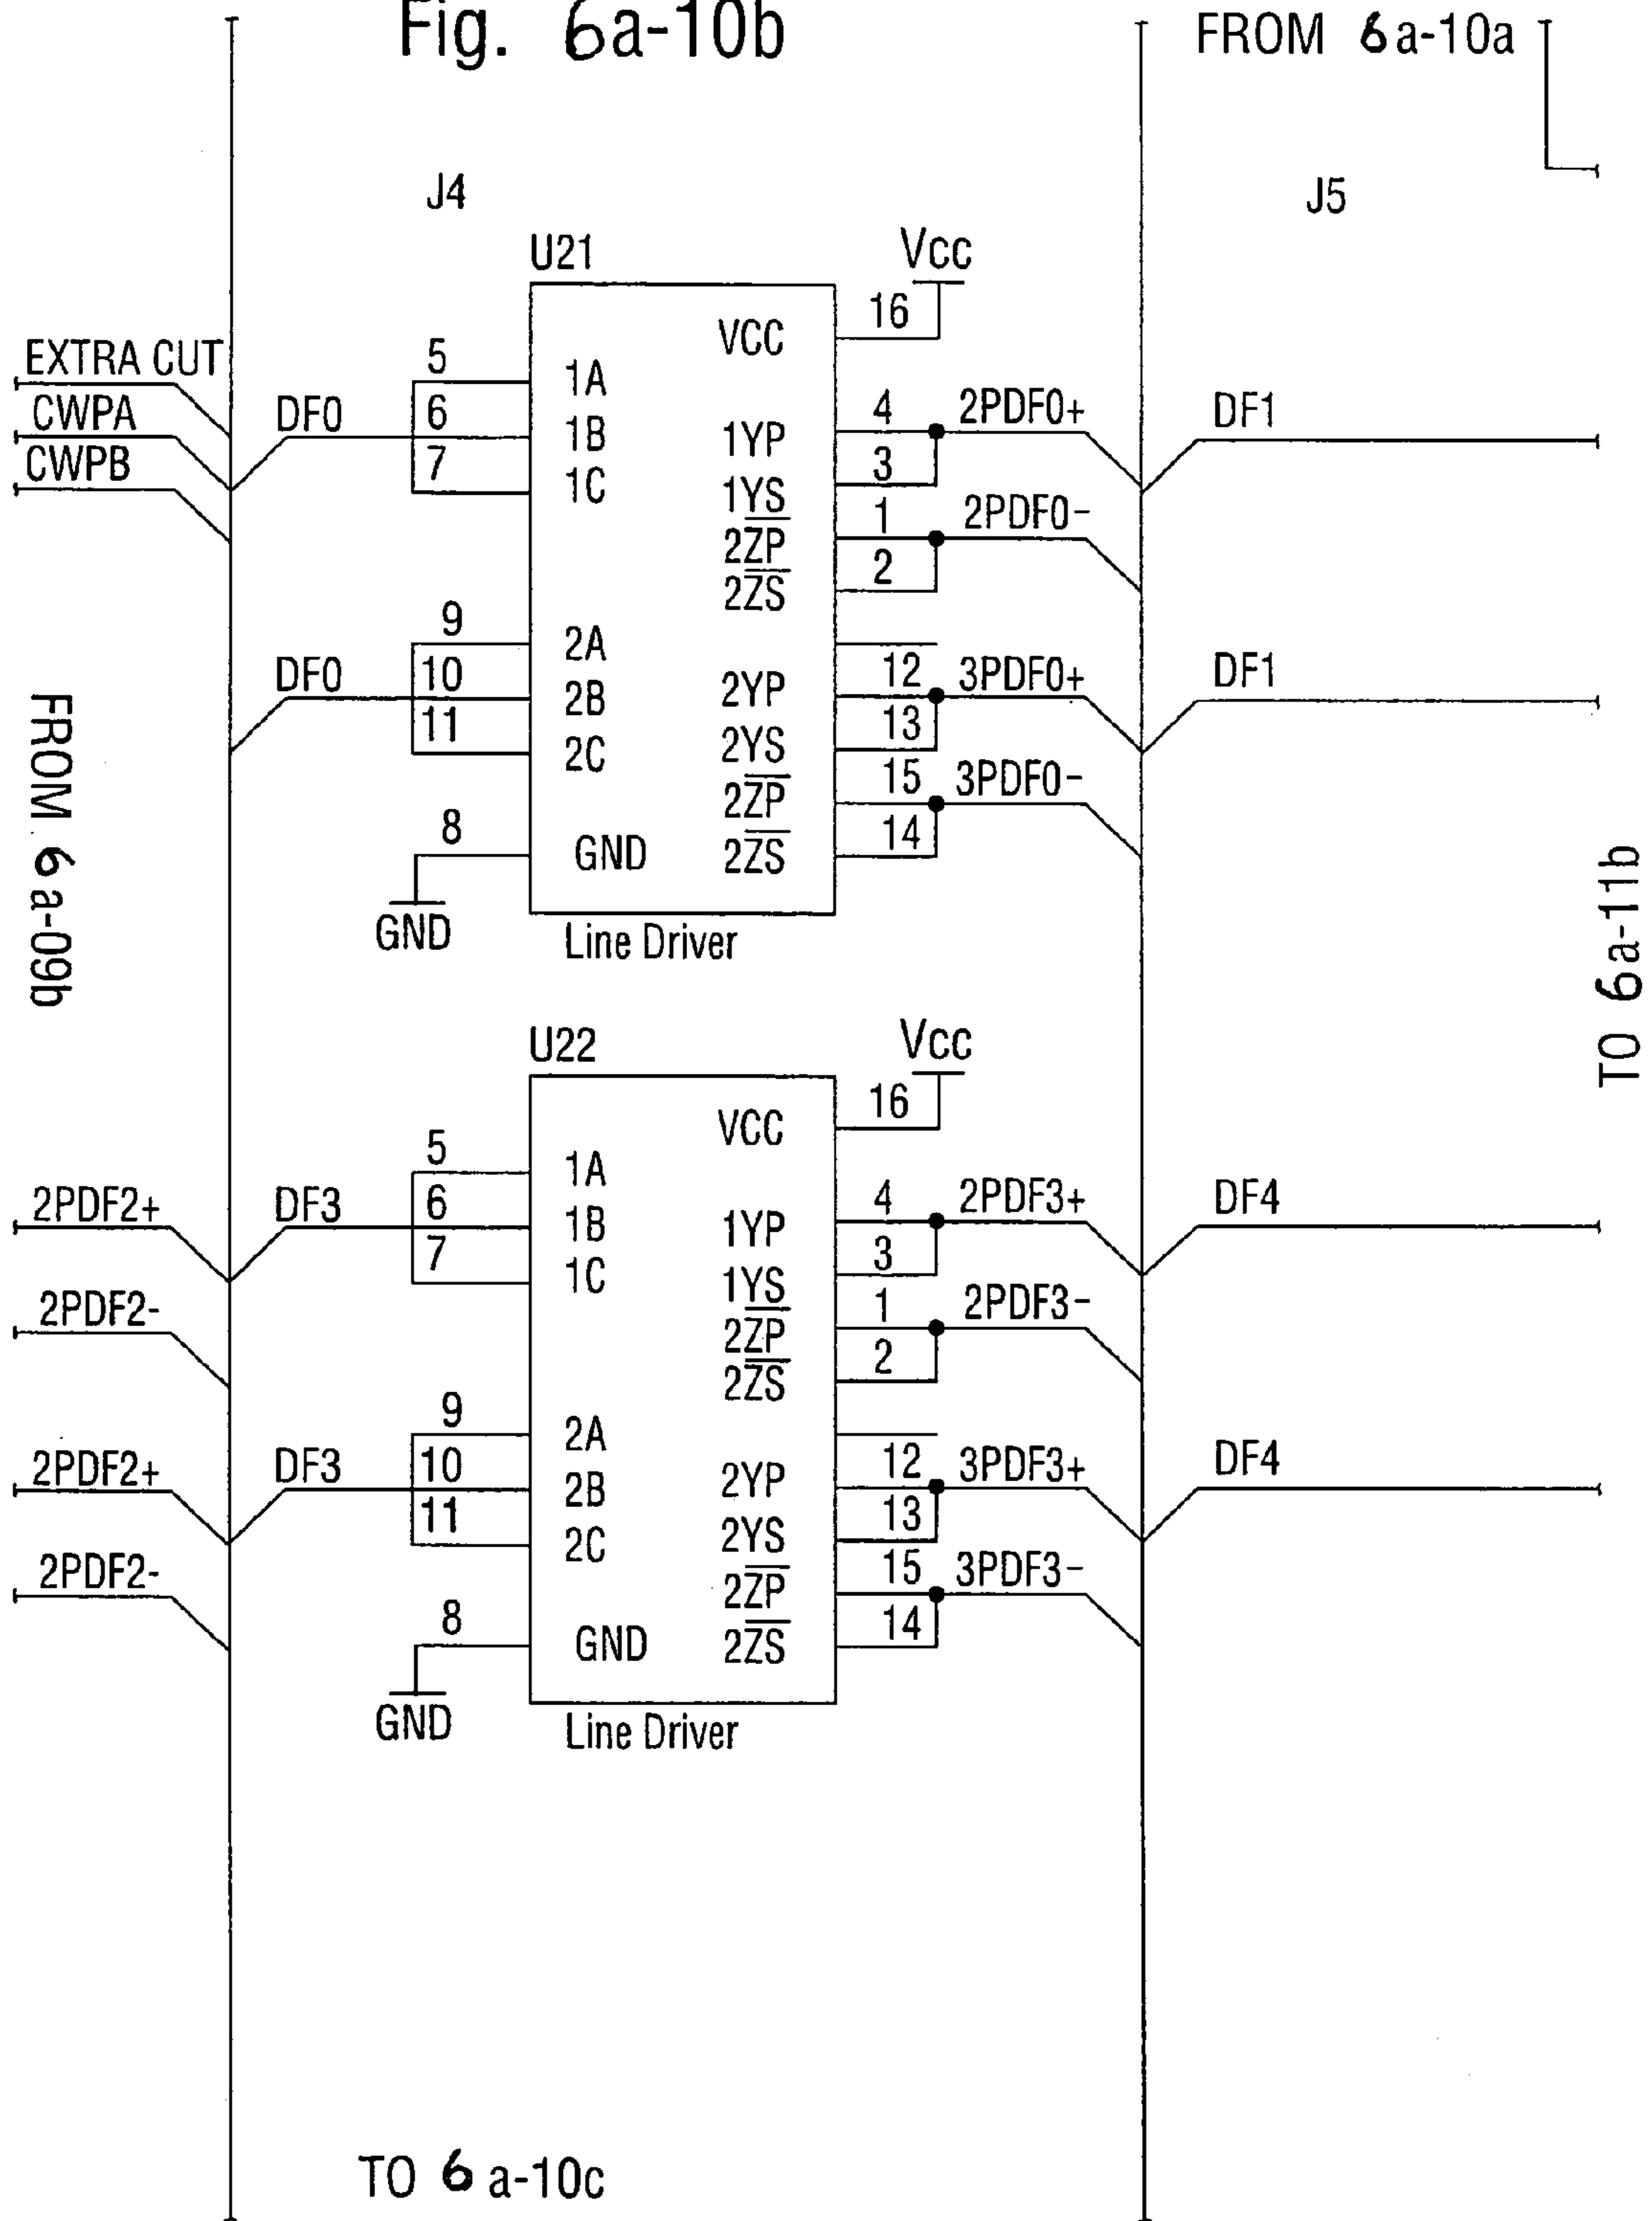 Fig. 6a-10b
FROM 6a-10a
J4
J5
U21
Vcc
16
VCC
EXTRA CUT
CWPA
CWPB
DF0
5
6
7
1A
1B
1C
1YP
1YS
2ZP
2ZS
4
3
1
2
2PDF0+
2PDF0-
DF1
DF0
9
10
11
2A
2B
2C
2YP
2YS
2ZP
2ZS
12
13
15
14
3PDF0+
3PDF0-
DF1
8
GND
GND
Line Driver
FROM 6a-09b
TO 6a-11b
U22
Vcc
16
VCC
2PDF2+
2PDF2-
DF3
5
6
7
1A
1B
1C
1YP
1YS
2ZP
2ZS
4
3
1
2
2PDF3+
2PDF3-
DF4
2PDF2+
2PDF2-
DF3
9
10
11
2A
2B
2C
2YP
2YS
2ZP
2ZS
12
13
15
14
3PDF3+
3PDF3-
DF4
8
GND
GND
Line Driver
TO 6a-10c